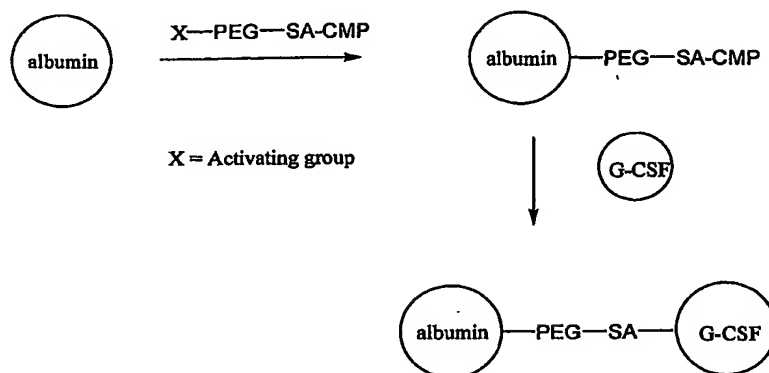 X—PEG—SA-CMP
albumin
albumin—PEG—SA-CMP
X = Activating group
G-CSF
albumin—PEG—SA—G-CSF